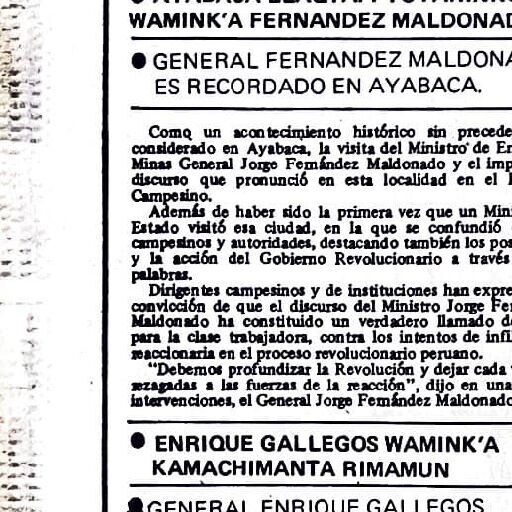 WAMINK'A FERNANDEZ MALDONAD
● GENERAL FERNANDEZ MALDONA
ES RECORDADO EN AYABACA.
Como un acontecimiento histórico sin precede
considerado en Ayabaca, la visita del Ministro de En
Minas General Jorge Fernández Maldonado y el imp
discurso que pronunció en esta localidad en el
Campesino.
Además de haber sido la primera vez que un Mini
Estado visitó esa ciudad, en la que se confundió
campesinos y autoridades, destacando también los pos
y la acción del Gobierno Revolucionario a través
palabras.
Dirigentes campesinos y de instituciones han expre
convicción de que el discurso del Ministro Jorge Fer
Maldonado ha constituido un verdadero llamado de
para la clase trabajadora, contra los intentos de infil
reaccionaria en el proceso revolucionario peruano.
"Debemos profundizar la Revolución y dejar cada
rezagadas a las fuerzas de la reacción", dijo en una
intervenciones, el General Jorge Fernández Maldonado
● ENRIQUE GALLEGOS WAMINK'A
KAMACHIMANTA RIMAMUN
● GENERAL ENRIQUE GALLEGOS